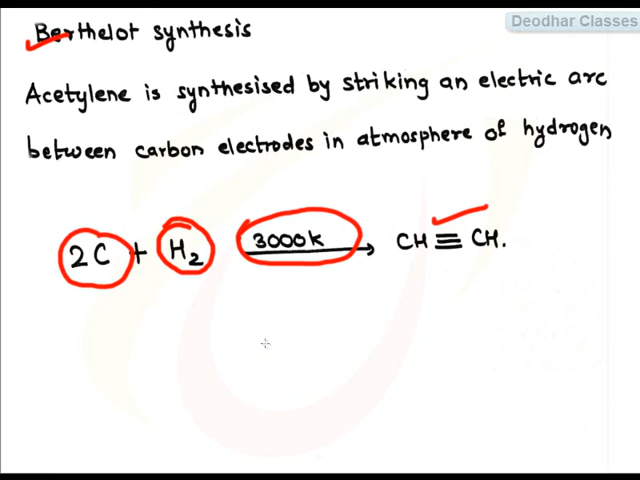 Deodhar Classes
Berthelot synthesis
Acetylene is synthesised by striking an electric arc
between carbon electrodes in atmosphere of hydrogen
2C + H₂ 3000K → CH ≡ CH.